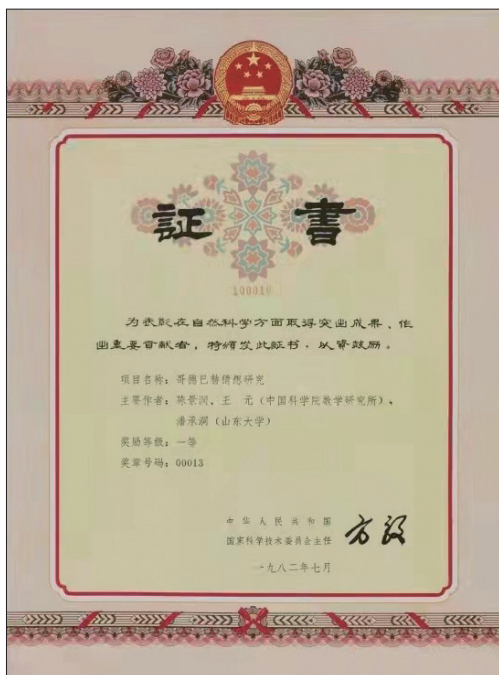 証書
100010
为表彰在自然科学方面取得突出成果、作
出重要贡献者，特颁发此証书，以资鼓励。
项目名称：哥德巴赫猜想研究
主要作者：陈景润、王 元（中国科学院数学研究所）、
潘承洞（山东大学）
奖励等级：一等
奖章号码：00013
中华人民共和国
国家科学技术委员会主任 方毅
一九八二年七月